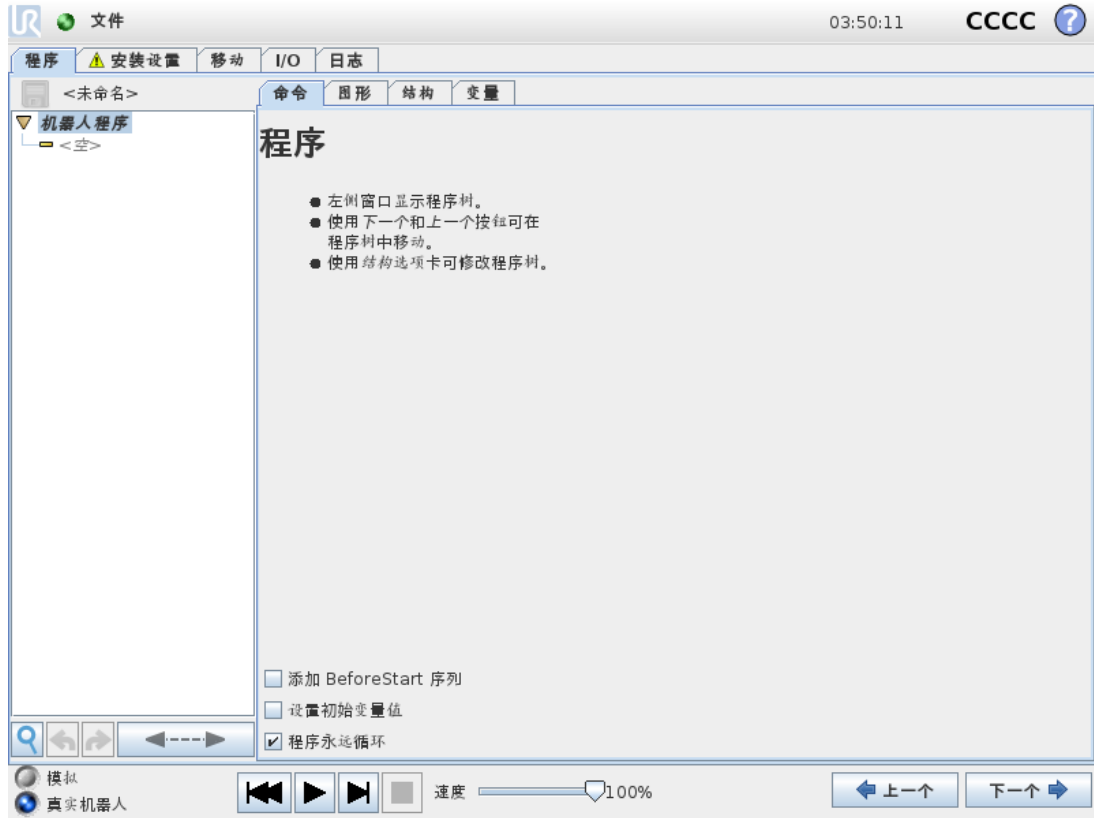 UR 文件 03:50:11 CCCC ?
程序 安装设置 移动 I/O 日志
<未命名> 命令 图形 结构 变量
机器人程序
<空>
程序
左侧窗口显示程序树。
使用下一个和上一个按钮可在
程序树中移动。
使用结构选项卡可修改程序树。
添加 BeforeStart 序列
设置初始变量值
程序永远循环
模拟
真实机器人
速度 100% 上一个 下一个